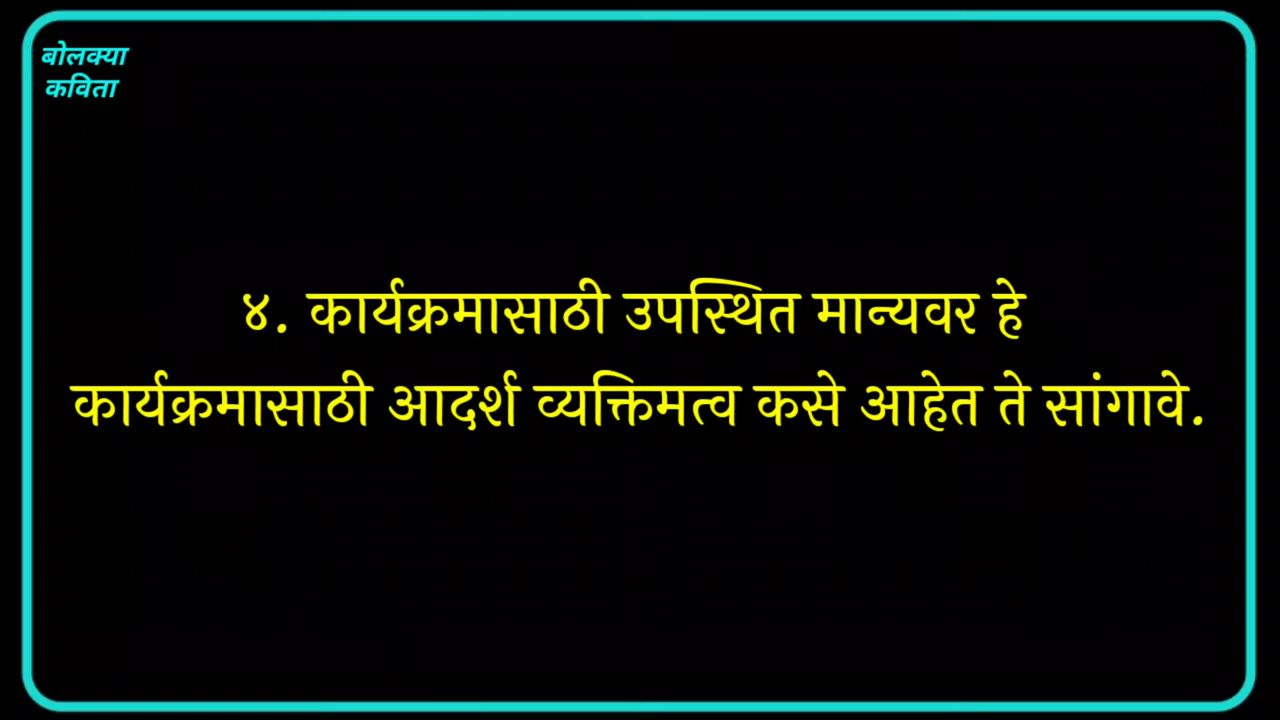 बोलक्या
कविता
४. कार्यक्रमासाठी उपस्थित मान्यवर हे
कार्यक्रमासाठी आदर्श व्यक्तिमत्व कसे आहेत ते सांगावे.